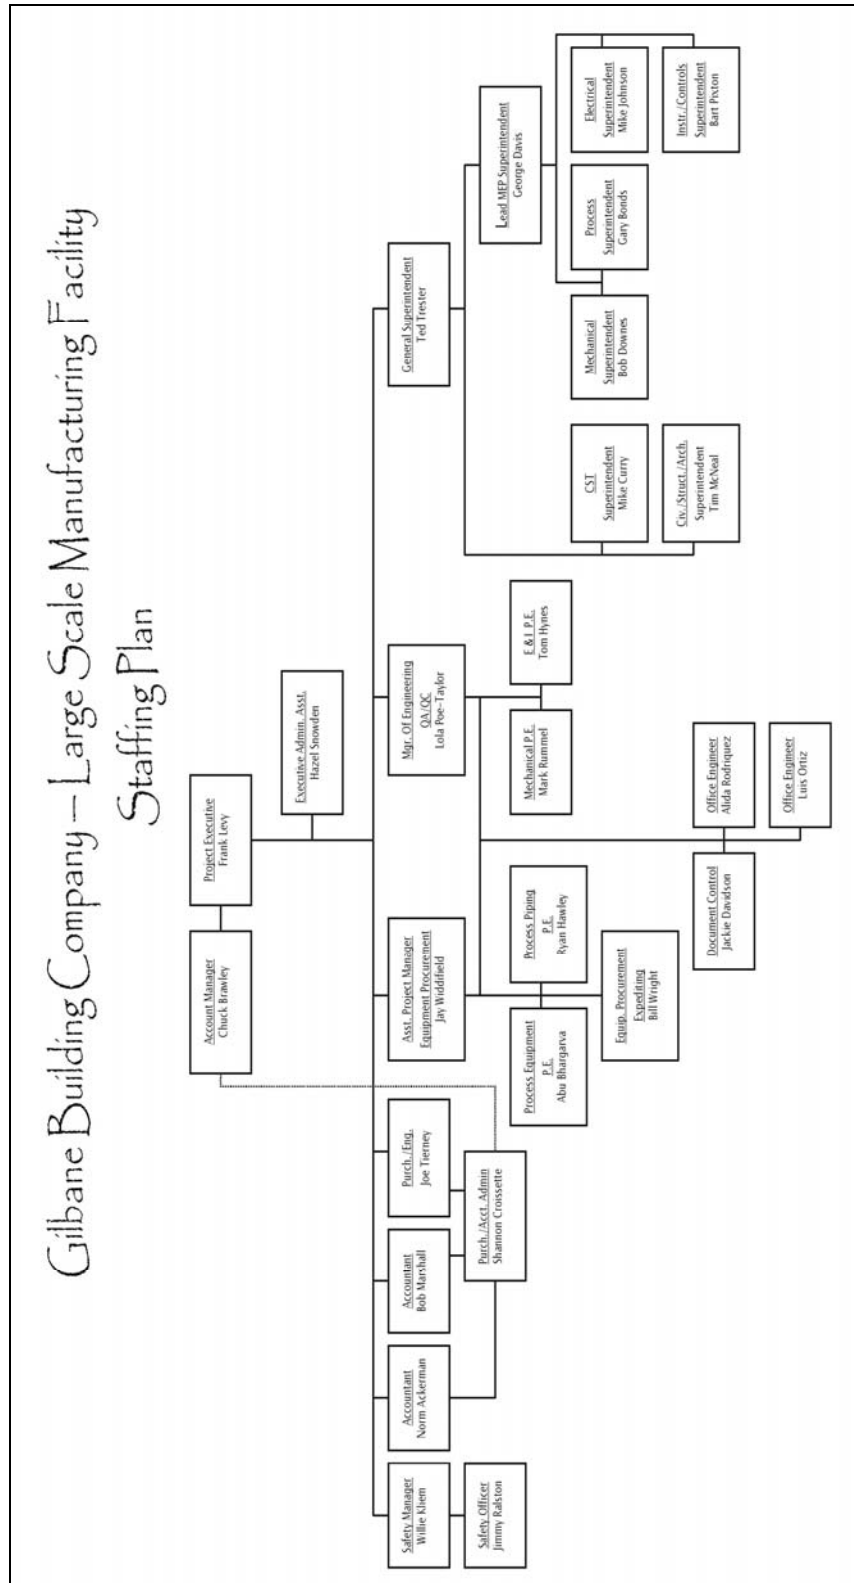 Gilbane Building Company – Large Scale Manufacturing Facility
Staffing Plan
Account Manager
Chuck Brawley
Project Executive
Frank Levy
Executive Admin. Asst.
Hazel Snowden
Safety Manager
Willie Kliem
Accountant
Norm Ackerman
Accountant
Bob Marshall
Purch./Eng.
Joe Tierney
Asst. Project Manager
Equipment Procurement
Jay Widdifield
Mgr. Of Engineering
QA/QC
Lola Poe-Taylor
General Superintendent
Ted Trester
Safety Officer
Jimmy Ralston
Purch./Acct. Admin
Shannon Croissette
Process Equipment
P.E.
Abu Bhargarva
Process Piping
P.E.
Ryan Hawley
Equip. Procurement
Expediting
Bill Wright
Mechanical P.E.
Mark Rummel
E & I P.E.
Tom Hynes
Document Control
Jackie Davidson
Office Engineer
Alida Rodriquez
Office Engineer
Luis Ortiz
Lead MEP Superintendent
George Davis
CST
Superintendent
Mike Curry
Civ./Struct./Arch.
Superintendent
Tim McNeal
Mechanical
Superintendent
Bob Downes
Process
Superintendent
Gary Bonds
Electrical
Superintendent
Mike Johnson
Instr./Controls
Superintendent
Bart Pixton